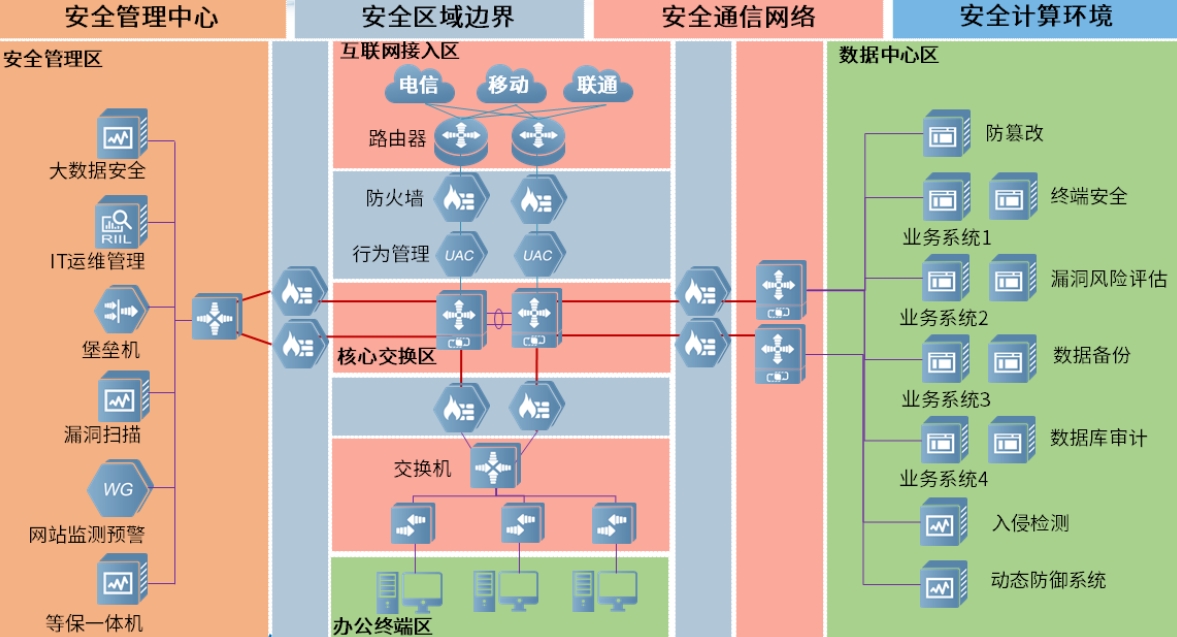 安全管理中心
安全区域边界
安全通信网络
安全计算环境
安全管理区
大数据安全
RIIL
IT运维管理
堡垒机
漏洞扫描
WG
网站监测预警
等保一体机
互联网接入区
电信
移动
联通
路由器
防火墙
行为管理
UAC
UAC
核心交换区
交换机
办公终端区
数据中心区
防篡改
终端安全
业务系统1
漏洞风险评估
业务系统2
数据备份
业务系统3
数据库审计
业务系统4
入侵检测
动态防御系统